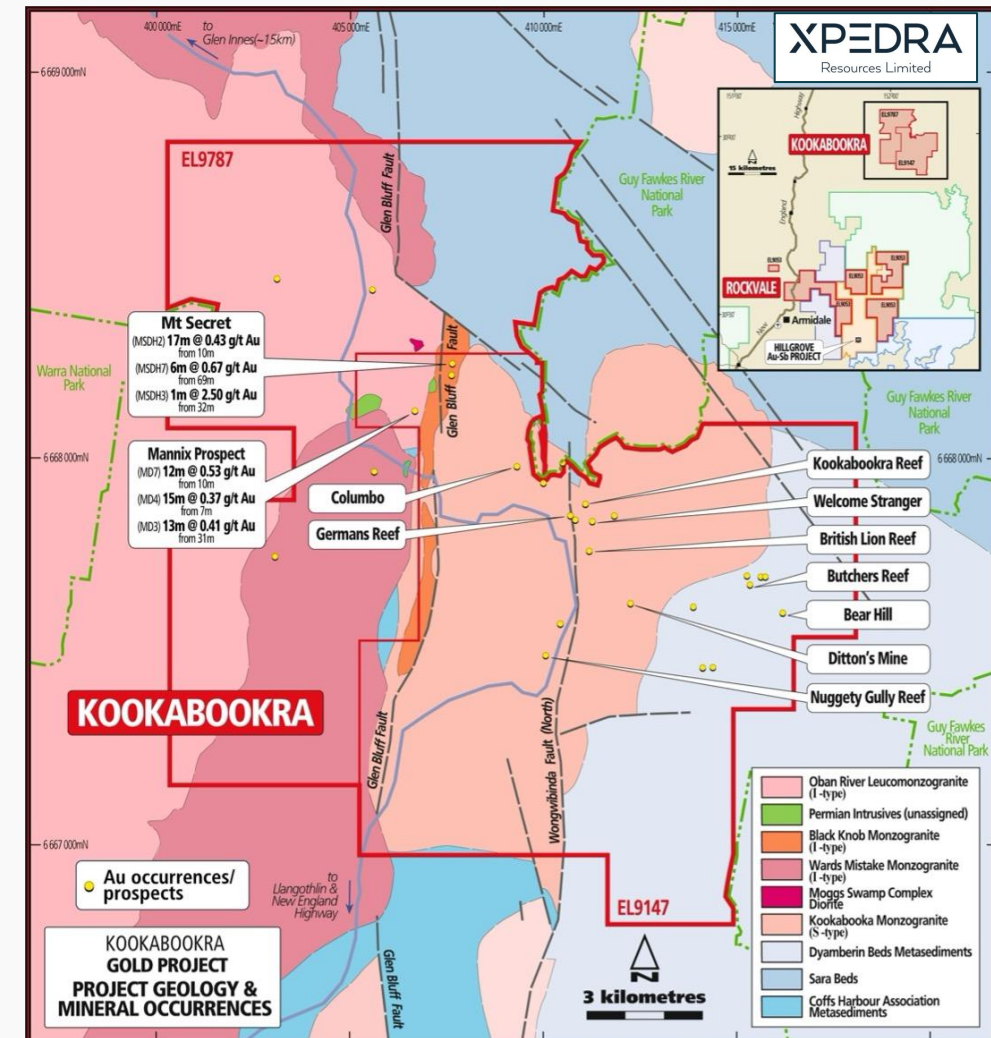 400 000mE
405 000mE
410 000mE
415 000mE
to
Glen Innes(~15km)
XPEDRA
Resources Limited
6 669 000mN
EL9787
Glen Bluff Fault
Guy Fawkes River
National
Park
152°00'
Highway
EL9787
KOOKABOOKRA
EL9147
N
15 kilometres
England
ROCKVALE
Armidale
New
HILLGROVE
Au-Sb PROJECT
Warra National
Park
Mt Secret
(MSDH2) 17m @ 0.43 g/t Au
from 10m
(MSDH7) 6m @ 0.67 g/t Au
from 69m
(MSDH3) 1m @ 2.50 g/t Au
from 32m
Glen Bluff Fault
Guy Fawkes River
National
Park
Mannix Prospect
(MD7) 12m @ 0.53 g/t Au
from 10m
(MD4) 15m @ 0.37 g/t Au
from 7m
(MD3) 13m @ 0.41 g/t Au
from 31m
6 668 000mN
6 668 000mN
Columbo
Germans Reef
Kookabookra Reef
Welcome Stranger
British Lion Reef
Butchers Reef
Bear Hill
Ditton's Mine
Nuggety Gully Reef
KOOKABOOKRA
Glen Bluff Fault
Wongwibinda Fault (North)
Guy Fawkes
River
National Park
6 667 000mN
Au occurrences/
prospects
to
Llangothlin &
New England
Highway
EL9147
Glen Bluff Fault
KOOKABOOKRA
GOLD PROJECT
PROJECT GEOLOGY &
MINERAL OCCURRENCES
N
3 kilometres
Oban River Leucomonzogranite
(I -type)
Permian Intrusives (unassigned)
Black Knob Monzogranite
(I -type)
Wards Mistake Monzogranite
(I -type)
Moggs Swamp Complex
Diorite
Kookabooka Monzogranite
(S -type)
Dyamberin Beds Metasediments
Sara Beds
Coffs Harbour Association
Metasediments